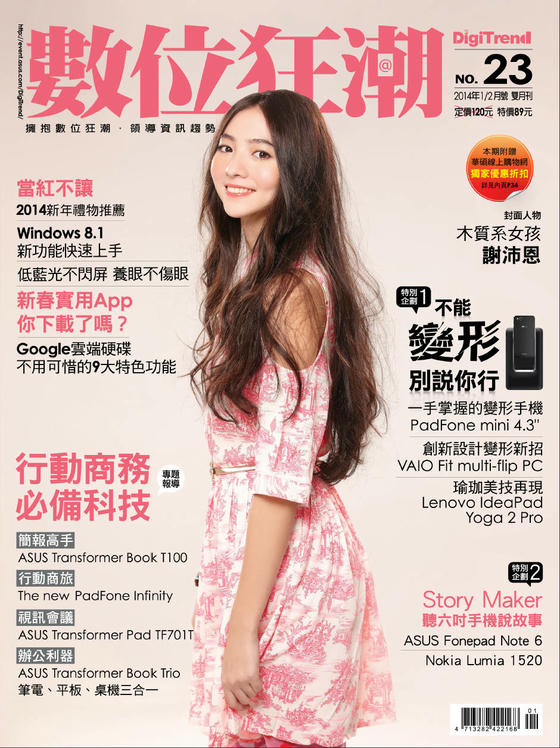 http://event.asus.com/DigiTrend/
數位狂潮
@
擁抱數位狂潮．領導資訊趨勢
DigiTrend
NO. 23
2014年1/2月號 雙月刊
定價120元 特價89元
本期附贈
華碩線上購物網
獨家優惠折扣
詳見內頁P34
封面人物
木質系女孩
謝沛恩
當紅不讓
2014新年禮物推薦
Windows 8.1
新功能快速上手
低藍光不閃屏 養眼不傷眼
新春實用App
你下載了嗎？
Google雲端硬碟
不用可惜的9大特色功能
特別企劃1
不能
變形
別說你行
一手掌握的變形手機
PadFone mini 4.3"
創新設計變形新招
VAIO Fit multi-flip PC
瑜珈美技再現
Lenovo IdeaPad
Yoga 2 Pro
行動商務
必備科技
專題
報導
簡報高手
ASUS Transformer Book T100
行動商旅
The new PadFone Infinity
視訊會議
ASUS Transformer Pad TF701T
辦公利器
ASUS Transformer Book Trio
筆電、平板、桌機三合一
特別企劃2
Story Maker
聽六吋手機說故事
ASUS Fonepad Note 6
Nokia Lumia 1520
01
4 713282 422168